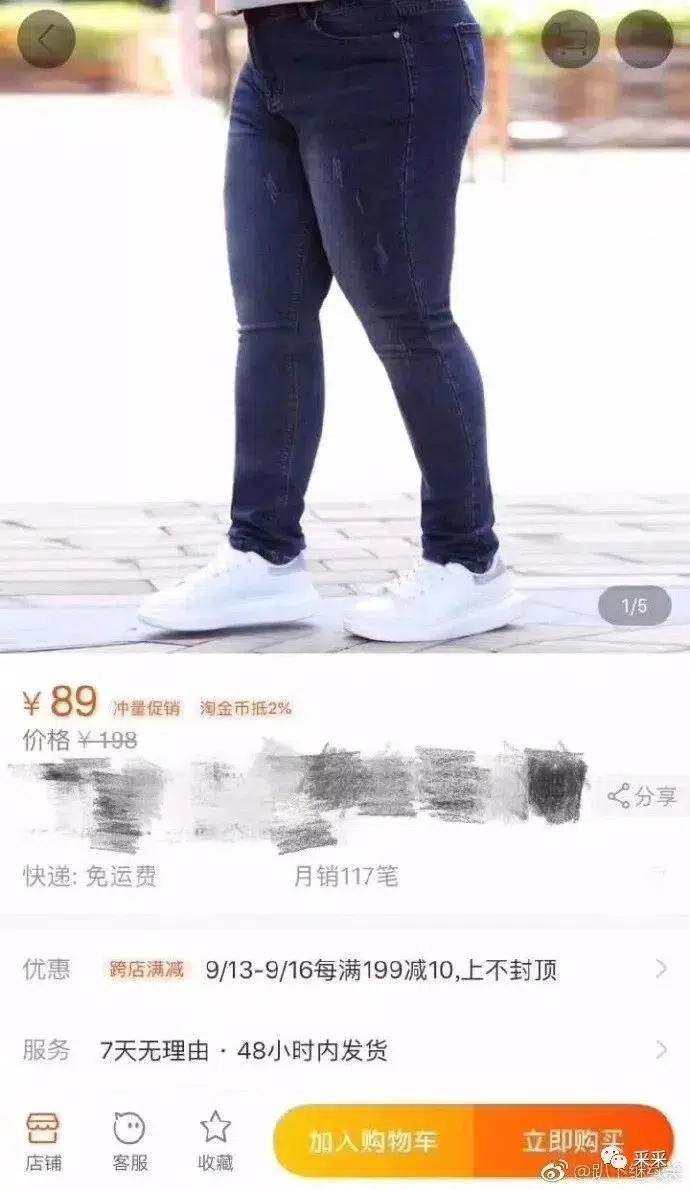 1/5
¥89 冲量促销 淘金币抵2%
价格¥198
分享
快递: 免运费 月销117笔
优惠 跨店满减 9/13-9/16每满199减10,上不封顶
服务 7天无理由 · 48小时内发货
加入购物车 立即购买
店铺 客服 收藏
采采